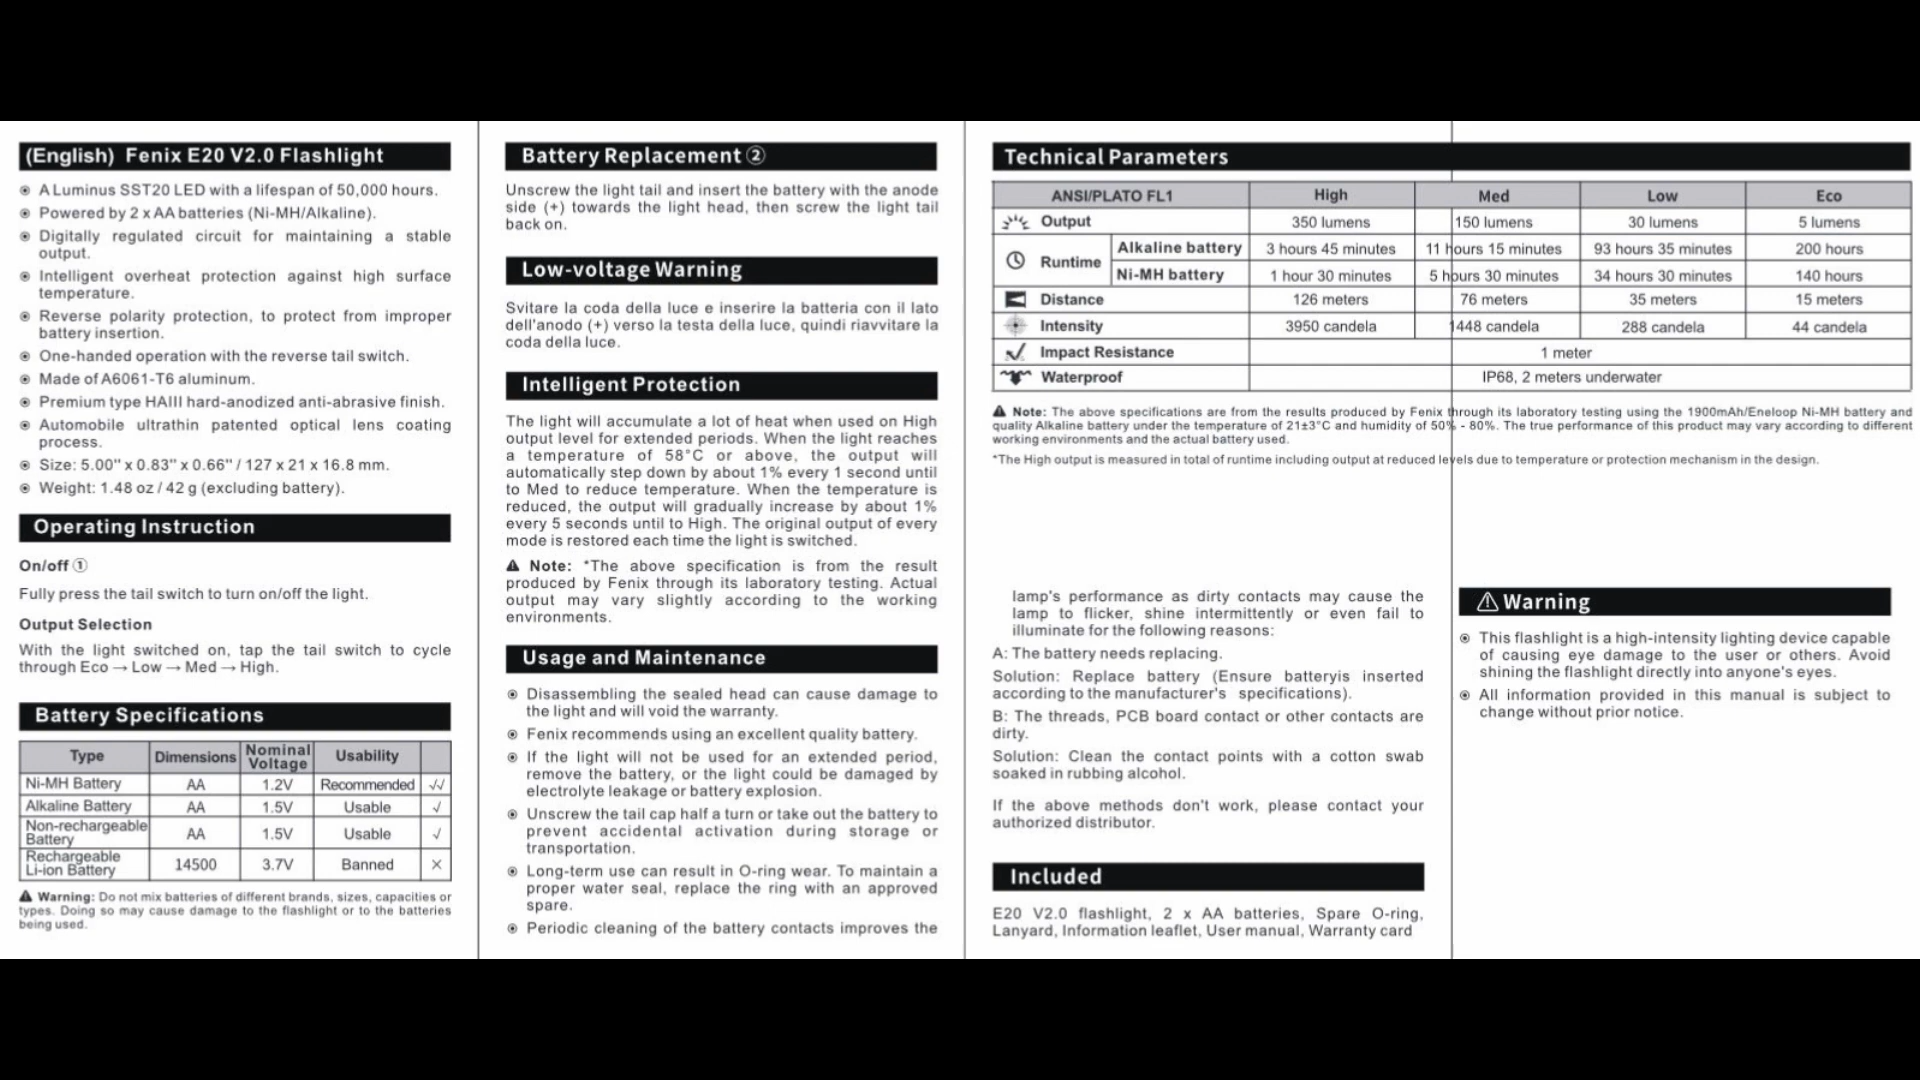 (English) Fenix E20 V2.0 Flashlight
◉ A Luminus SST20 LED with a lifespan of 50,000 hours.
◉ Powered by 2 x AA batteries (Ni-MH/Alkaline).
◉ Digitally regulated circuit for maintaining a stable
output.
◉ Intelligent overheat protection against high surface
temperature.
◉ Reverse polarity protection, to protect from improper
battery insertion.
◉ One-handed operation with the reverse tail switch.
◉ Made of A6061-T6 aluminum.
◉ Premium type HAIII hard-anodized anti-abrasive finish.
◉ Automobile ultrathin patented optical lens coating
process.
◉ Size: 5.00'' x 0.83'' x 0.66'' / 127 x 21 x 16.8 mm.
◉ Weight: 1.48 oz / 42 g (excluding battery).
Operating Instruction
On/off ①
Fully press the tail switch to turn on/off the light.
Output Selection
With the light switched on, tap the tail switch to cycle
through Eco → Low → Med → High.
Battery Specifications
Type Dimensions Nominal Voltage Usability
Ni-MH Battery AA 1.2V Recommended √√
Alkaline Battery AA 1.5V Usable √
Non-rechargeable Battery AA 1.5V Usable √
Rechargeable Li-ion Battery 14500 3.7V Banned ×
⚠ Warning: Do not mix batteries of different brands, sizes, capacities or
types. Doing so may cause damage to the flashlight or to the batteries
being used.
Battery Replacement ②
Unscrew the light tail and insert the battery with the anode
side (+) towards the light head, then screw the light tail
back on.
Low-voltage Warning
Svitare la coda della luce e inserire la batteria con il lato
dell'anodo (+) verso la testa della luce, quindi riavvitare la
coda della luce.
Intelligent Protection
The light will accumulate a lot of heat when used on High
output level for extended periods. When the light reaches
a temperature of 58°C or above, the output will
automatically step down by about 1% every 1 second until
to Med to reduce temperature. When the temperature is
reduced, the output will gradually increase by about 1%
every 5 seconds until to High. The original output of every
mode is restored each time the light is switched.
⚠ Note: *The above specification is from the result
produced by Fenix through its laboratory testing. Actual
output may vary slightly according to the working
environments.
Usage and Maintenance
◉ Disassembling the sealed head can cause damage to
the light and will void the warranty.
◉ Fenix recommends using an excellent quality battery.
◉ If the light will not be used for an extended period,
remove the battery, or the light could be damaged by
electrolyte leakage or battery explosion.
◉ Unscrew the tail cap half a turn or take out the battery to
prevent accidental activation during storage or
transportation.
◉ Long-term use can result in O-ring wear. To maintain a
proper water seal, replace the ring with an approved
spare.
◉ Periodic cleaning of the battery contacts improves the
Technical Parameters
ANSI/PLATO FL1 High Med Low Eco
Output 350 lumens 150 lumens 30 lumens 5 lumens
Runtime Alkaline battery 3 hours 45 minutes 11 hours 15 minutes 93 hours 35 minutes 200 hours
Ni-MH battery 1 hour 30 minutes 5 hours 30 minutes 34 hours 30 minutes 140 hours
Distance 126 meters 76 meters 35 meters 15 meters
Intensity 3950 candela 1448 candela 288 candela 44 candela
Impact Resistance 1 meter
Waterproof IP68, 2 meters underwater
⚠ Note: The above specifications are from the results produced by Fenix through its laboratory testing using the 1900mAh/Eneloop Ni-MH battery and
quality Alkaline battery under the temperature of 21±3°C and humidity of 50% - 80%. The true performance of this product may vary according to different
working environments and the actual battery used.
*The High output is measured in total of runtime including output at reduced levels due to temperature or protection mechanism in the design.
lamp's performance as dirty contacts may cause the
lamp to flicker, shine intermittently or even fail to
illuminate for the following reasons:
A: The battery needs replacing.
Solution: Replace battery (Ensure batteryis inserted
according to the manufacturer's specifications).
B: The threads, PCB board contact or other contacts are
dirty.
Solution: Clean the contact points with a cotton swab
soaked in rubbing alcohol.
If the above methods don't work, please contact your
authorized distributor.
Included
E20 V2.0 flashlight, 2 x AA batteries, Spare O-ring,
Lanyard, Information leaflet, User manual, Warranty card
⚠ Warning
◉ This flashlight is a high-intensity lighting device capable
of causing eye damage to the user or others. Avoid
shining the flashlight directly into anyone's eyes.
◉ All information provided in this manual is subject to
change without prior notice.